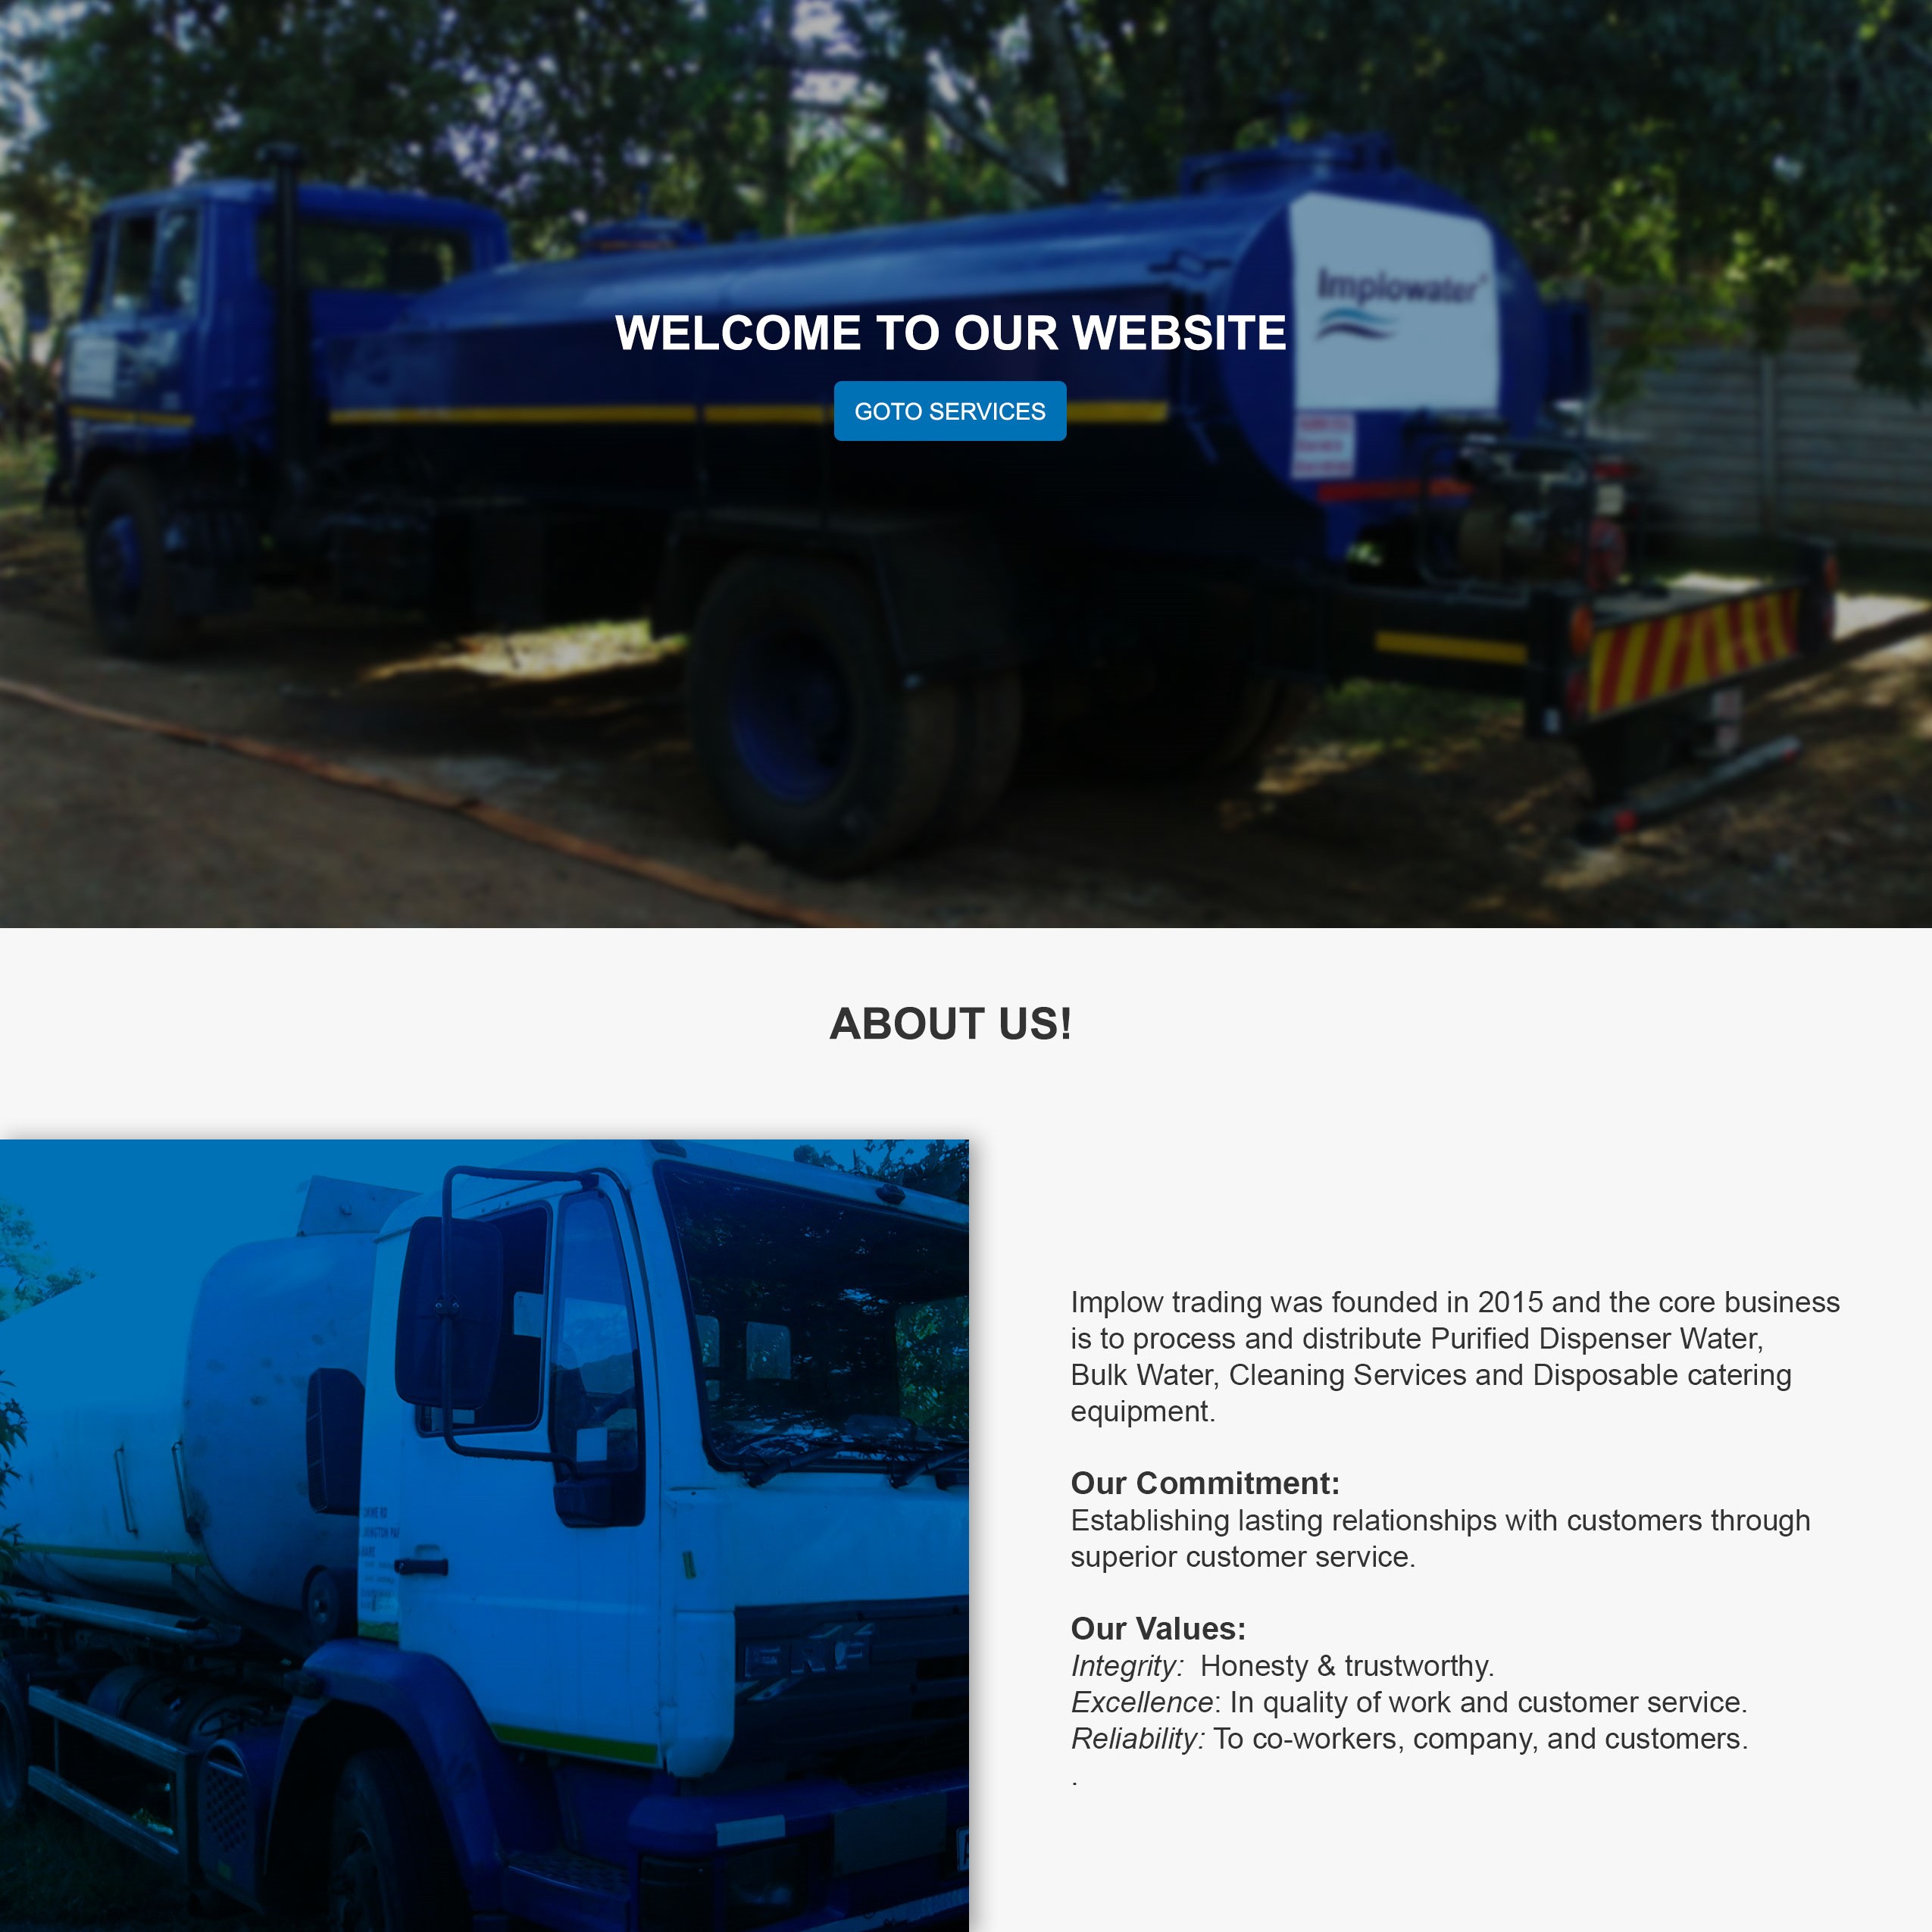 Implowater
WELCOME TO OUR WEBSITE
GOTO SERVICES
ABOUT US!
Implow trading was founded in 2015 and the core business
is to process and distribute Purified Dispenser Water,
Bulk Water, Cleaning Services and Disposable catering
equipment.
Our Commitment:
Establishing lasting relationships with customers through
superior customer service.
Our Values:
Integrity: Honesty & trustworthy.
Excellence: In quality of work and customer service.
Reliability: To co-workers, company, and customers.
.